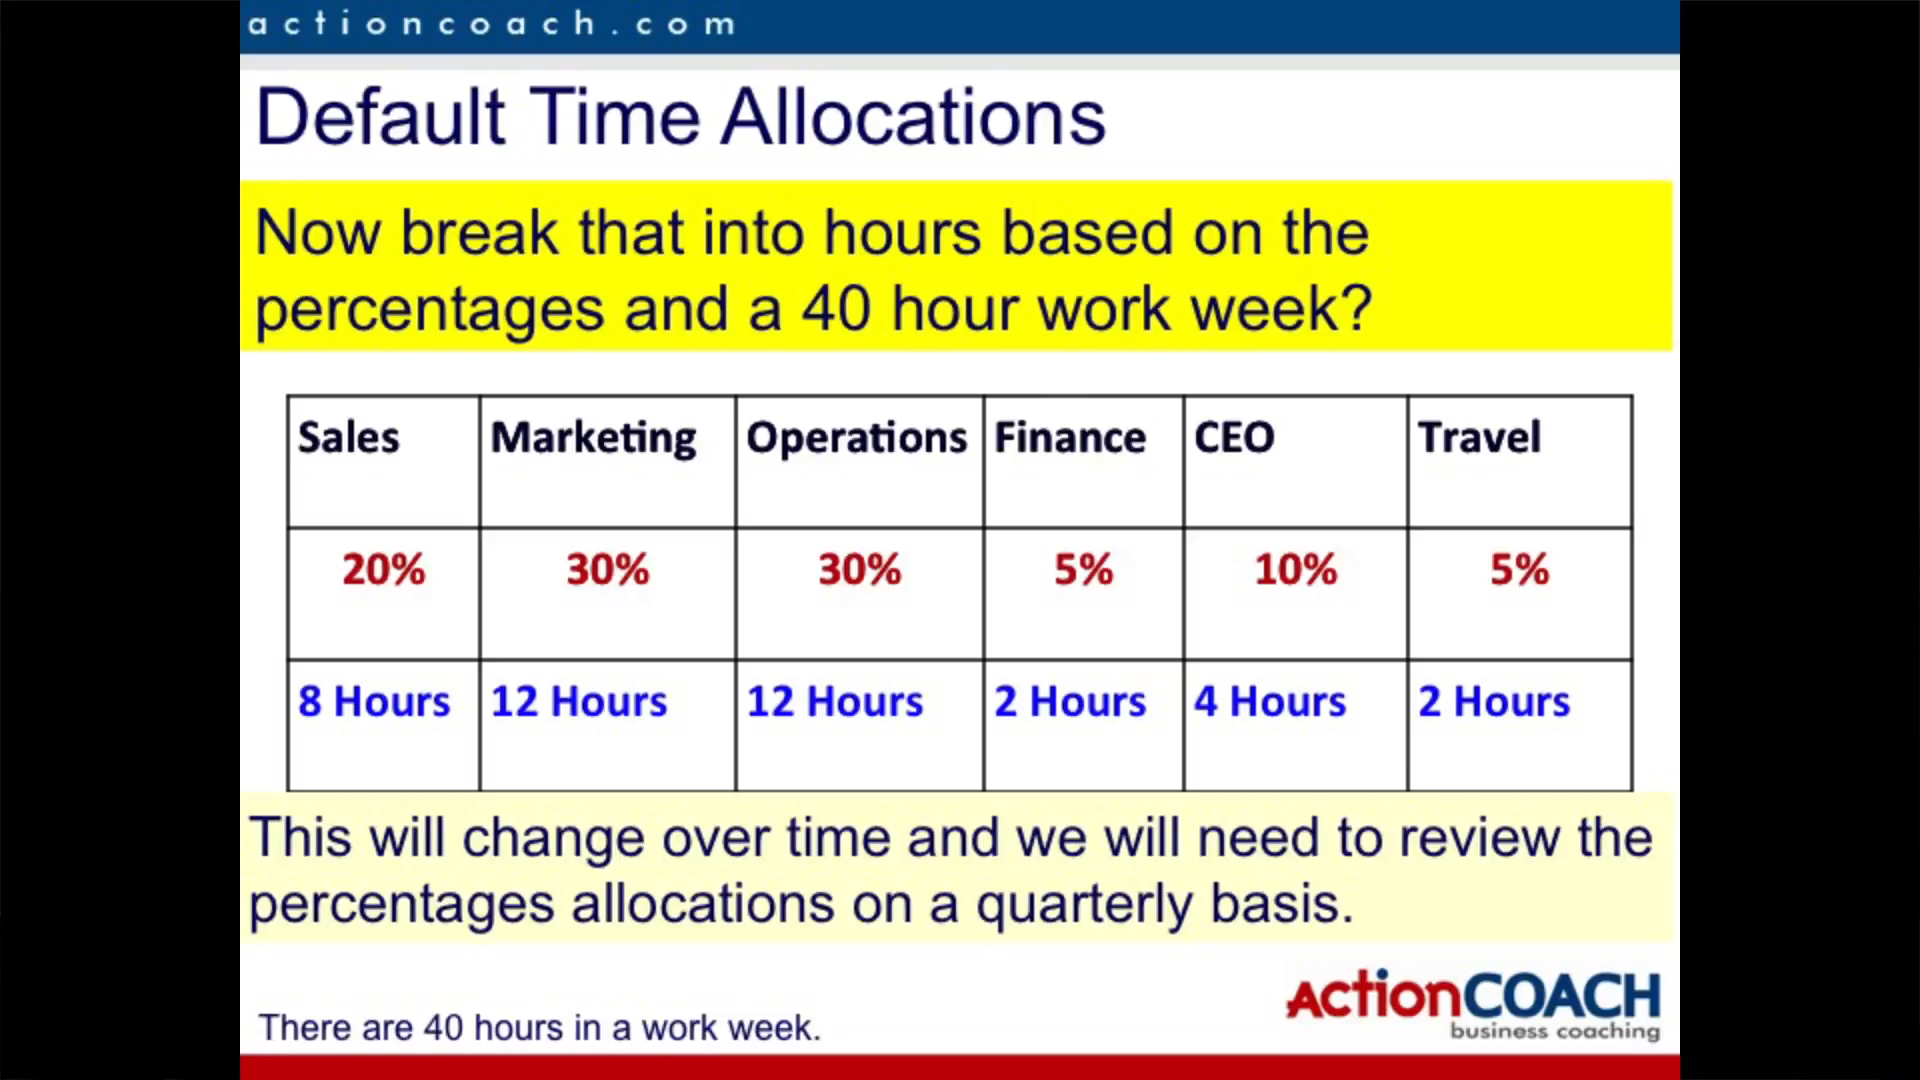 actioncoach.com
Default Time Allocations
Now break that into hours based on the
percentages and a 40 hour work week?
Sales Marketing Operations Finance CEO Travel
20% 30% 30% 5% 10% 5%
8 Hours 12 Hours 12 Hours 2 Hours 4 Hours 2 Hours
This will change over time and we will need to review the
percentages allocations on a quarterly basis.
ActionCOACH
business coaching
There are 40 hours in a work week.